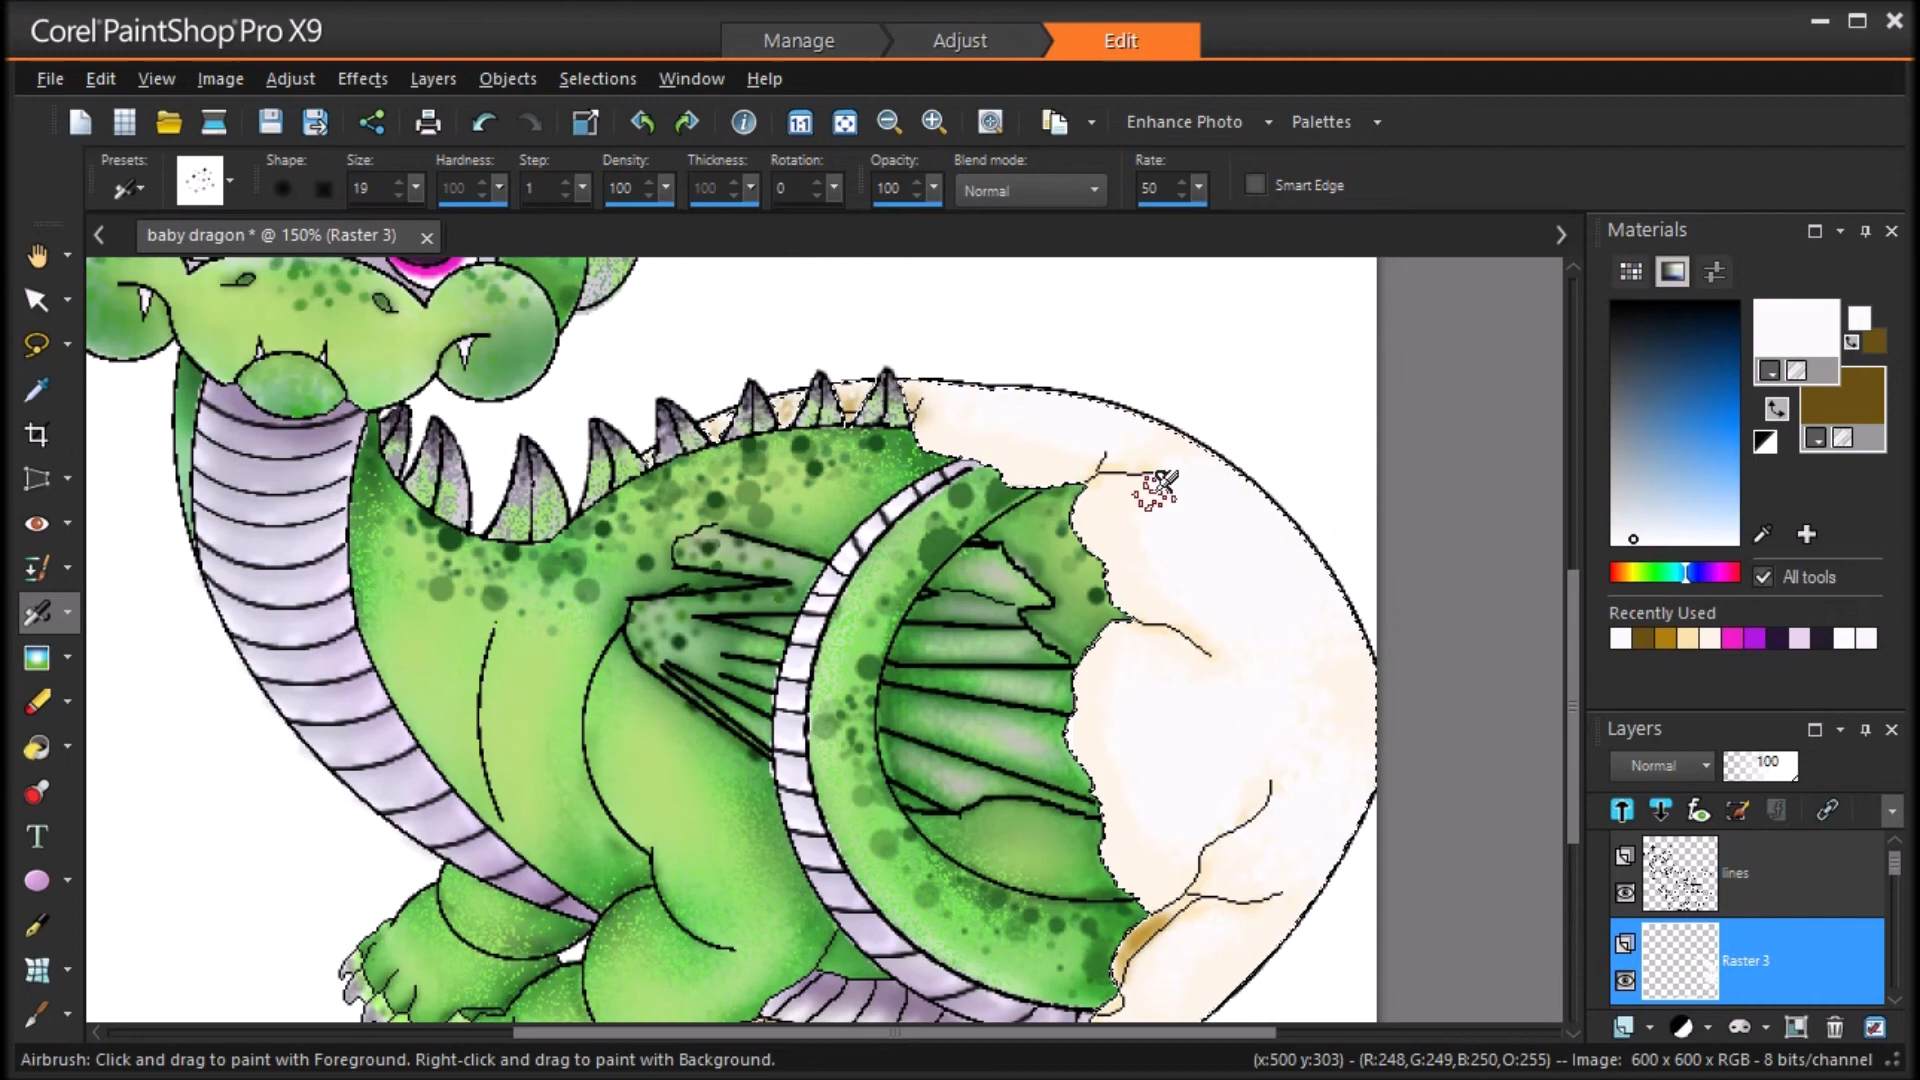 Corel PaintShop Pro X9
Manage Adjust Edit
File Edit View Image Adjust Effects Layers Objects Selections Window Help
1:1 Enhance Photo Palettes
Presets: Shape: Size: Hardness: Step: Density: Thickness: Rotation: Opacity: Blend mode: Rate:
19 100 1 100 100 0 100 Normal 50 Smart Edge
baby dragon * @ 150% (Raster 3)
Materials
All tools
Recently Used
Layers
Normal 100
lines
Raster 3
T
Airbrush: Click and drag to paint with Foreground. Right-click and drag to paint with Background.
(x:500 y:303) - (R:248,G:249,B:250,O:255) -- Image: 600 x 600 x RGB - 8 bits/channel